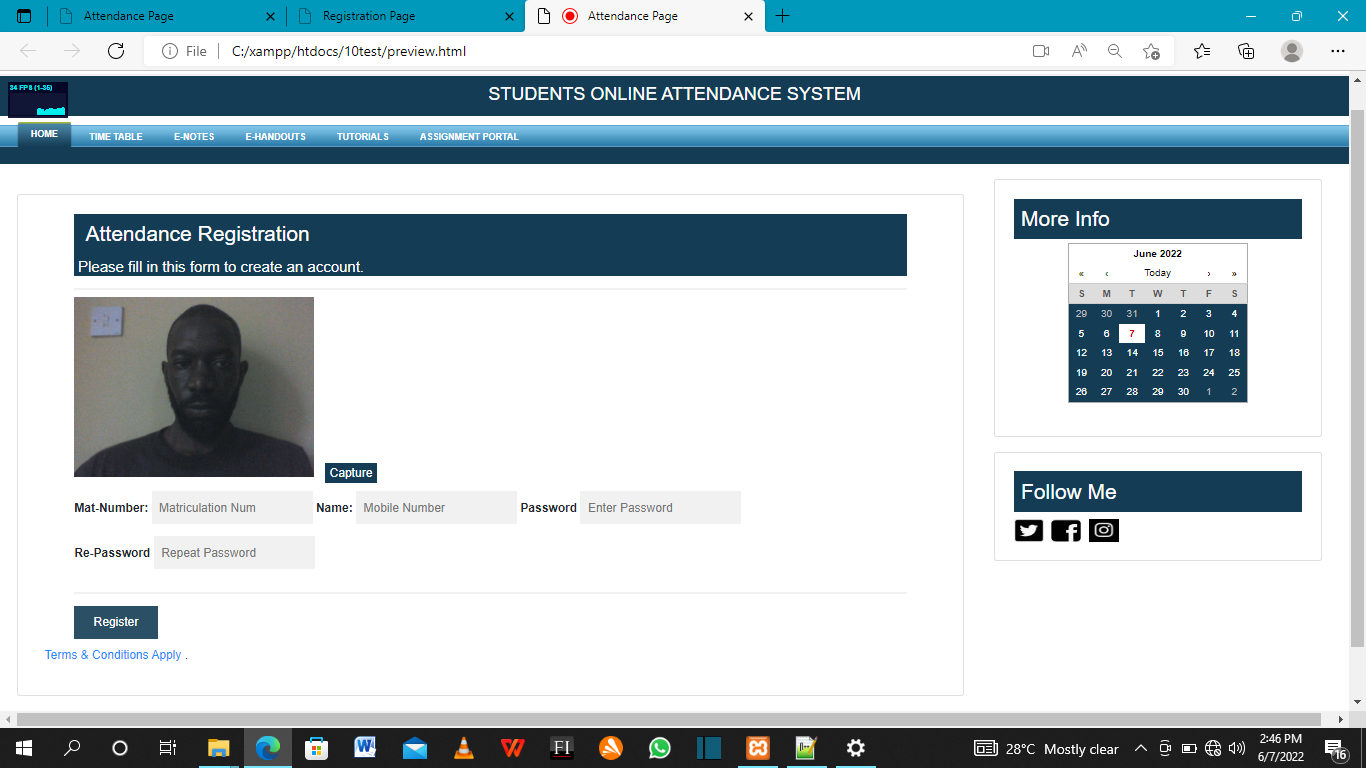 Attendance Page
Registration Page
Attendance Page
File
C:/xampp/htdocs/10test/preview.html
34 FPS (1-36)
STUDENTS ONLINE ATTENDANCE SYSTEM
HOME TIME TABLE E-NOTES E-HANDOUTS TUTORIALS ASSIGNMENT PORTAL
Attendance Registration
Please fill in this form to create an account.
Capture
Mat-Number: Matriculation Num Name: Mobile Number Password Enter Password
Re-Password Repeat Password
Register
Terms & Conditions Apply .
More Info
June 2022
« ‹ Today › »
S M T W T F S
29 30 31 1 2 3 4
5 6 7 8 9 10 11
12 13 14 15 16 17 18
19 20 21 22 23 24 25
26 27 28 29 30 1 2
Follow Me
28°C Mostly clear
2:46 PM
6/7/2022
16